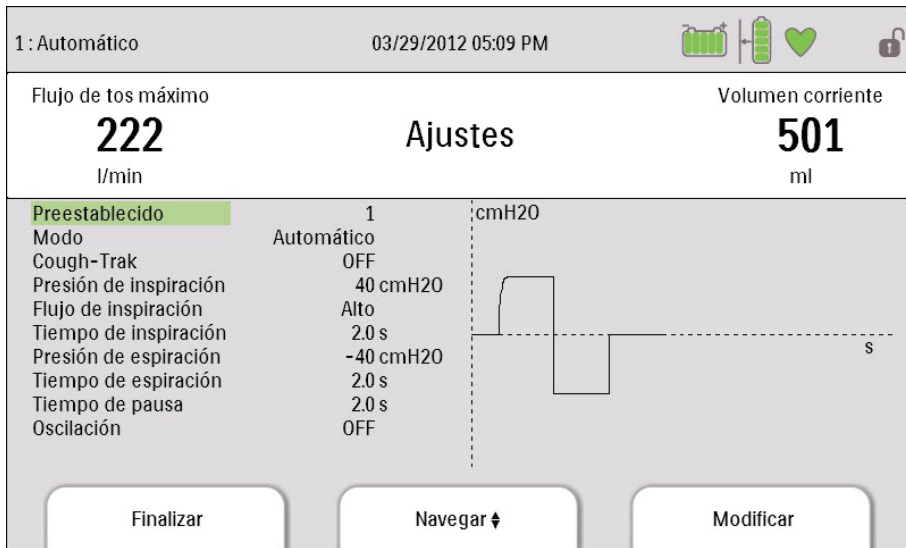 1 : Automático 03/29/2012 05:09 PM
Flujo de tos máximo
222
l/min
Ajustes
Volumen corriente
501
ml
Preestablecido 1
Modo Automático
Cough-Trak OFF
Presión de inspiración 40 cmH2O
Flujo de inspiración Alto
Tiempo de inspiración 2.0 s
Presión de espiración -40 cmH2O
Tiempo de espiración 2.0 s
Tiempo de pausa 2.0 s
Oscilación OFF
cmH2O
s
Finalizar
Navegar
Modificar